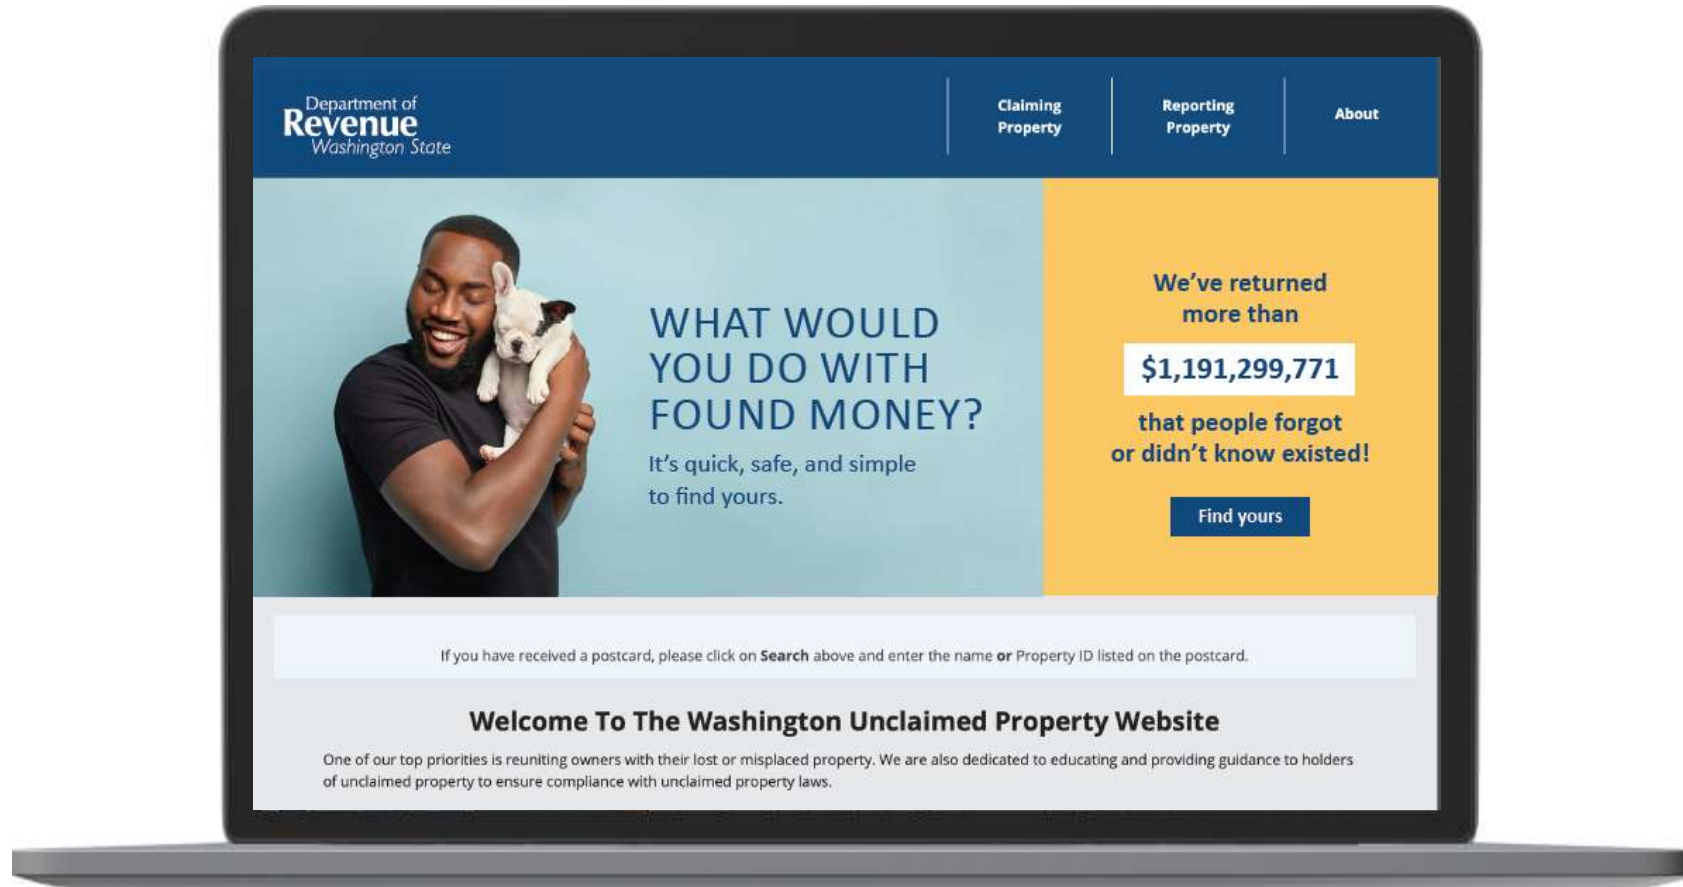 Department of
Revenue
Washington State
Claiming
Property
Reporting
Property
About
WHAT WOULD
YOU DO WITH
FOUND MONEY?
It's quick, safe, and simple
to find yours.
We've returned
more than
$1,191,299,771
that people forgot
or didn't know existed!
Find yours
If you have received a postcard, please click on Search above and enter the name or Property ID listed on the postcard.
Welcome To The Washington Unclaimed Property Website
One of our top priorities is reuniting owners with their lost or misplaced property. We are also dedicated to educating and providing guidance to holders
of unclaimed property to ensure compliance with unclaimed property laws.